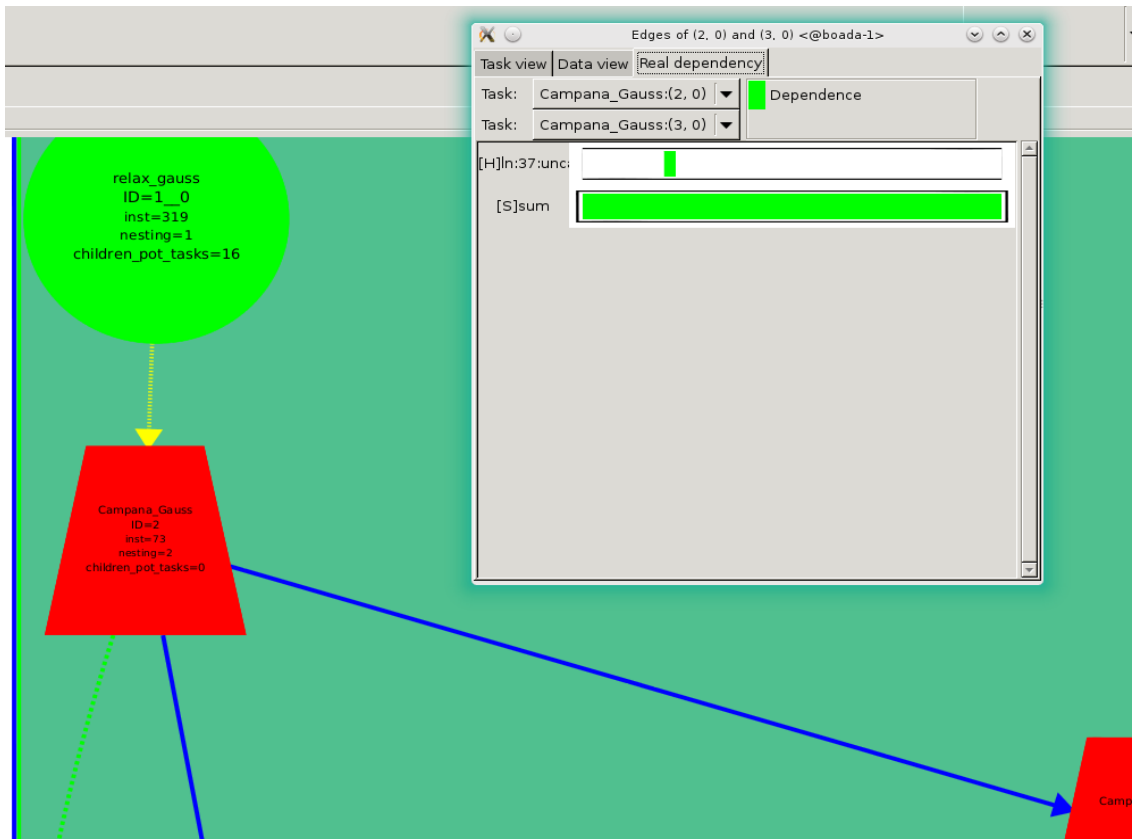 Edges of (2, 0) and (3, 0) <@boada-1>
Task view Data view Real dependency
Task: Campana_Gauss:(2, 0) Dependence
Task: Campana_Gauss:(3, 0)
[H]ln:37:unc
[S]sum
relax_gauss
ID=1__0
inst=319
nesting=1
children_pot_tasks=16
Campana_Gauss
ID=2
inst=73
nesting=2
children_pot_tasks=0
Camp